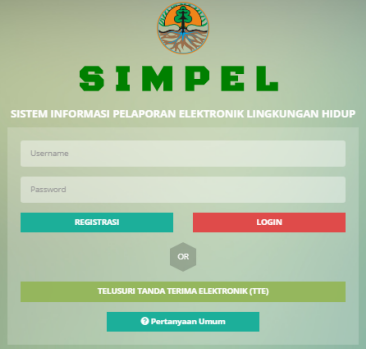 SIMPEL
SISTEM INFORMASI PELAPORAN ELEKTRONIK LINGKUNGAN HIDUP
Username
Password
REGISTRASI
LOGIN
OR
TELUSURI TANDA TERIMA ELEKTRONIK (TTE)
Pertanyaan Umum